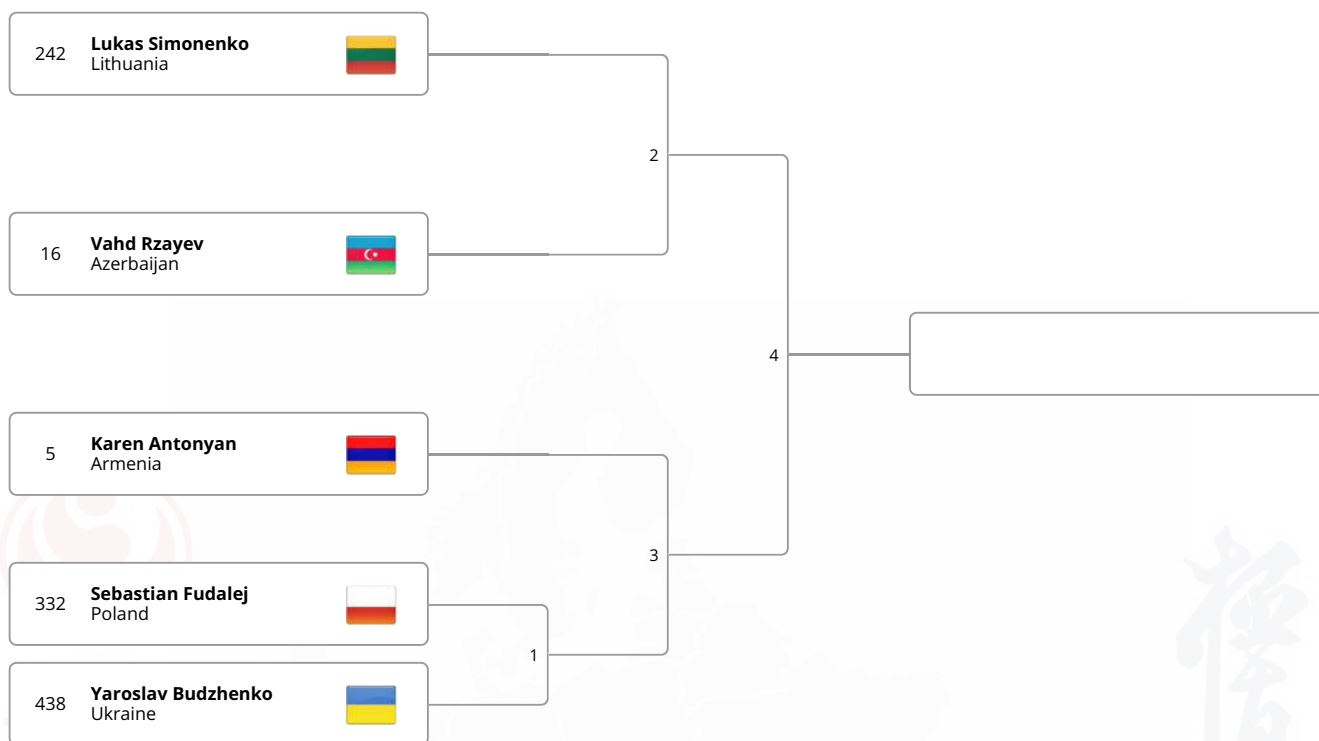 242
Lukas Simonenko
Lithuania
2
16
Vahd Rzayev
Azerbaijan
4
5
Karen Antonyan
Armenia
3
332
Sebastian Fudalej
Poland
1
438
Yaroslav Budzhenko
Ukraine